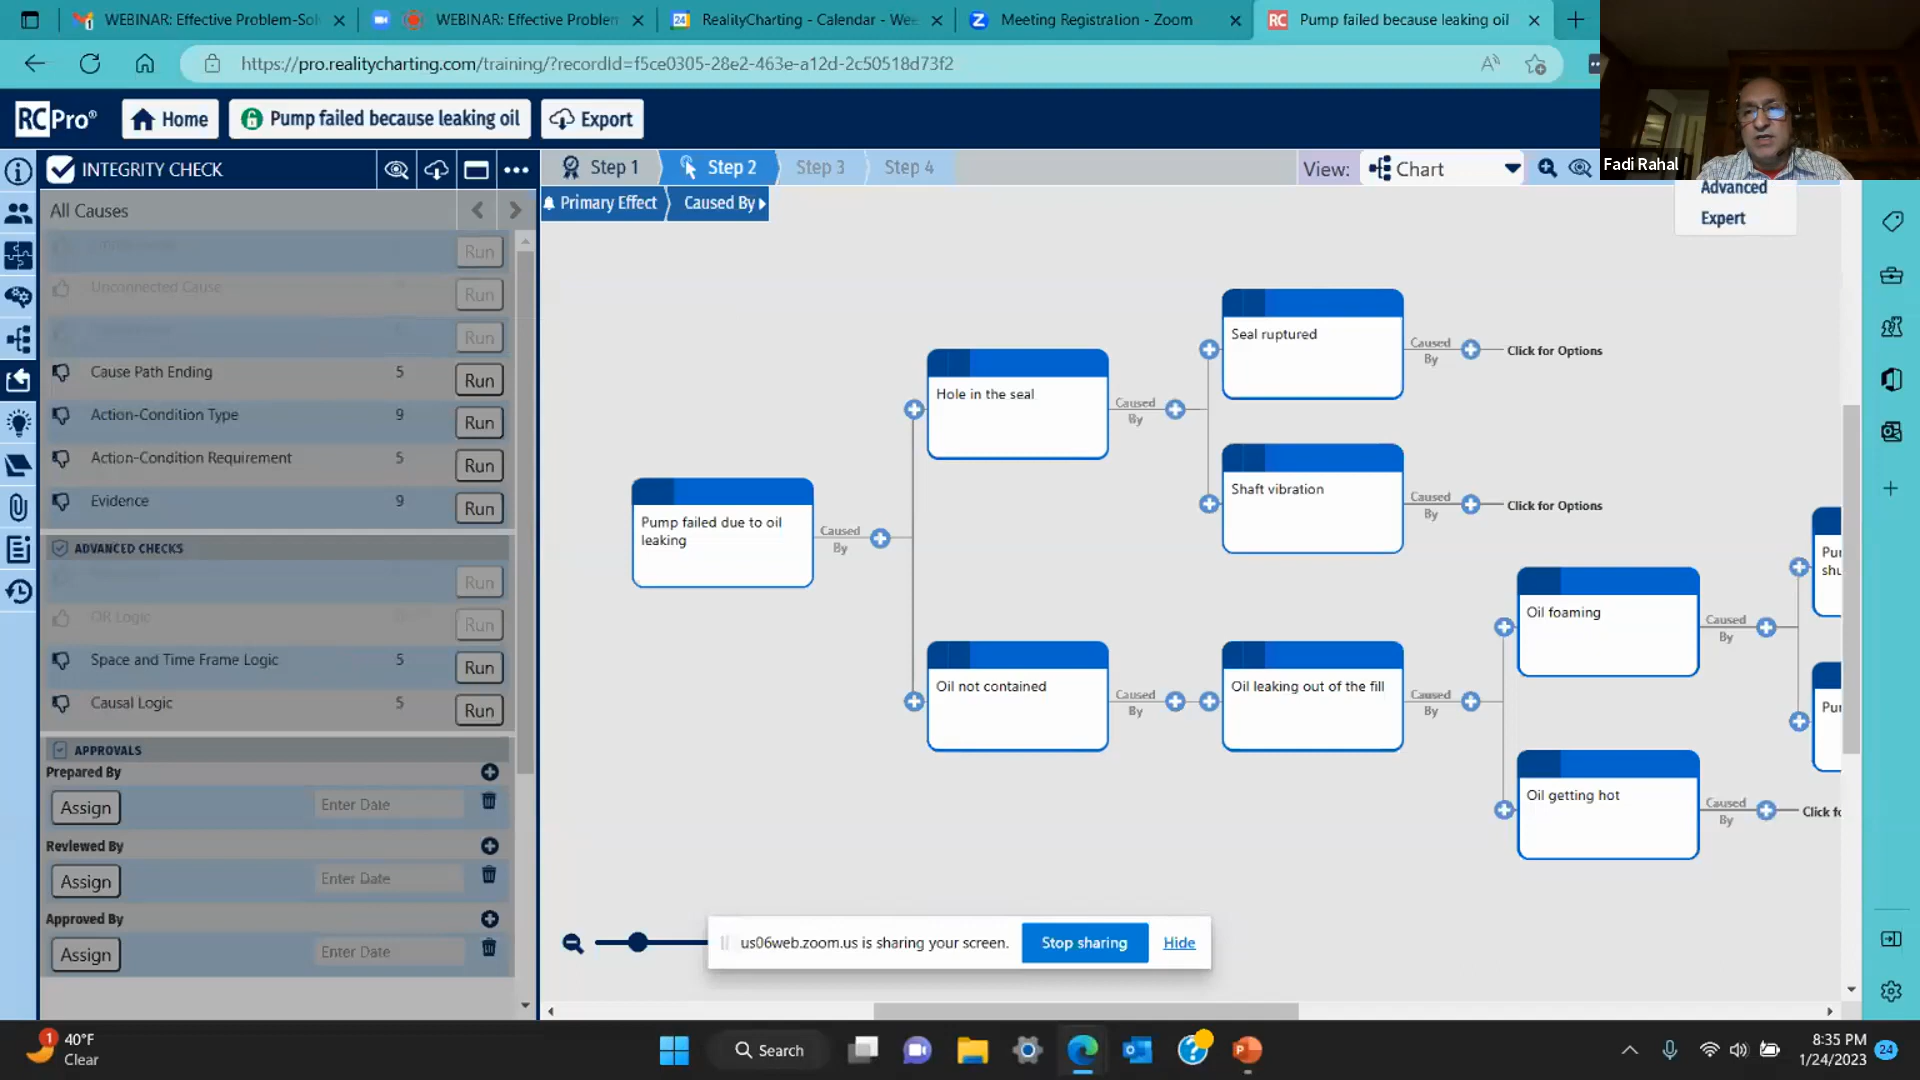 WEBINAR: Effective Problem-Sol
WEBINAR: Effective Problem
24
RealityCharting - Calendar - Wee
Z
Meeting Registration - Zoom
RC
Pump failed because leaking oil
https://pro.realitycharting.com/training/?recordId=f5ce0305-28e2-463e-a12d-2c50518d73f2
RC Pro®
Home
Pump failed because leaking oil
Export
Fadi Rahal
INTEGRITY CHECK
Step 1
Step 2
Step 3
Step 4
View:
Chart
Advanced
Expert
All Causes
Primary Effect
Caused By
Run
Unconnected Cause
Run
Run
Cause Path Ending 5 Run
Action-Condition Type 9 Run
Action-Condition Requirement 5 Run
Evidence 9 Run
ADVANCED CHECKS
Run
OR Logic
Run
Space and Time Frame Logic 5 Run
Causal Logic 5 Run
APPROVALS
Prepared By
Assign
Enter Date
Reviewed By
Assign
Enter Date
Approved By
Assign
Enter Date
Pump failed due to oil
leaking
Caused
By
Hole in the seal
Caused
By
Seal ruptured
Caused
By
Click for Options
Shaft vibration
Caused
By
Click for Options
Oil not contained
Caused
By
Oil leaking out of the fill
Caused
By
Oil foaming
Caused
By
Oil getting hot
Caused
By
us06web.zoom.us is sharing your screen.
Stop sharing
Hide
1
40°F
Clear
Search
8:35 PM
1/24/2023
24